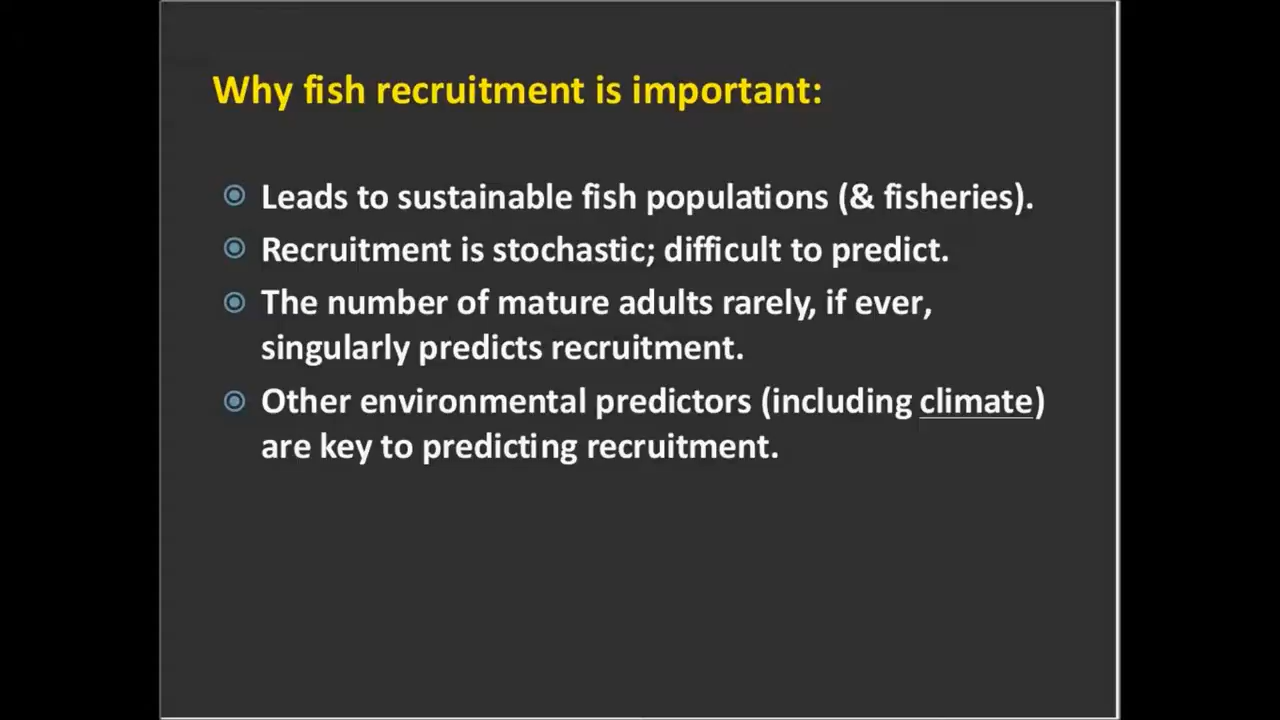 Why fish recruitment is important:
Leads to sustainable fish populations (& fisheries).
Recruitment is stochastic; difficult to predict.
The number of mature adults rarely, if ever,
singularly predicts recruitment.
Other environmental predictors (including climate)
are key to predicting recruitment.